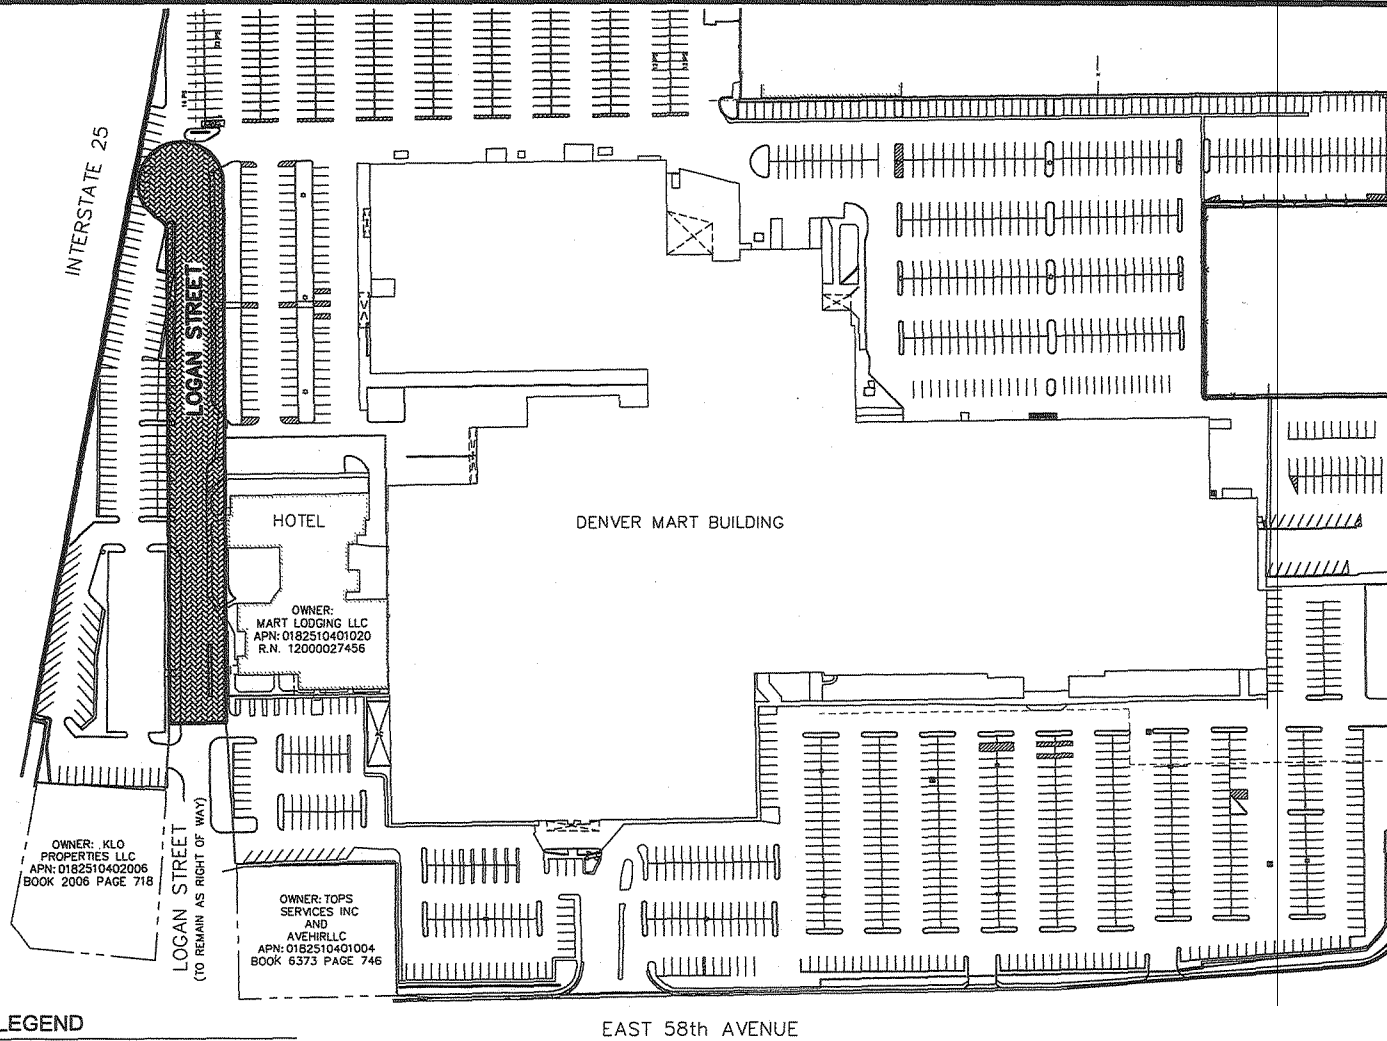 INTERSTATE 25
LOGAN STREET
HOTEL
DENVER MART BUILDING
OWNER:
MART LODGING LLC
APN: 0182510401020
R.N. 12000027456
OWNER: KLO
PROPERTIES LLC
APN: 0182510402006
BOOK 2006 PAGE 718
LOGAN STREET
(TO REMAIN AS RIGHT OF WAY)
OWNER: TOPS
SERVICES INC
AND
AVEHIRLLC
APN: 0182510401004
BOOK 6373 PAGE 746
LEGEND
EAST 58th AVENUE